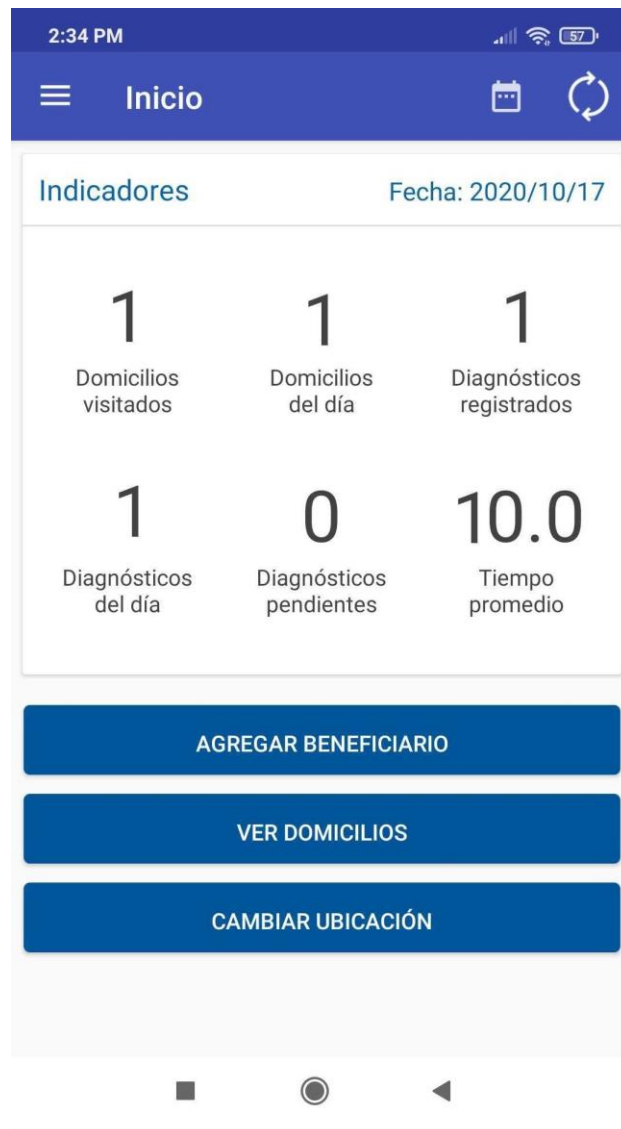 2:34 PM 57
Inicio
Indicadores Fecha: 2020/10/17
1 1 1
Domicilios Domicilios Diagnósticos
visitados del día registrados
1 0 10.0
Diagnósticos Diagnósticos Tiempo
del día pendientes promedio
AGREGAR BENEFICIARIO
VER DOMICILIOS
CAMBIAR UBICACIÓN